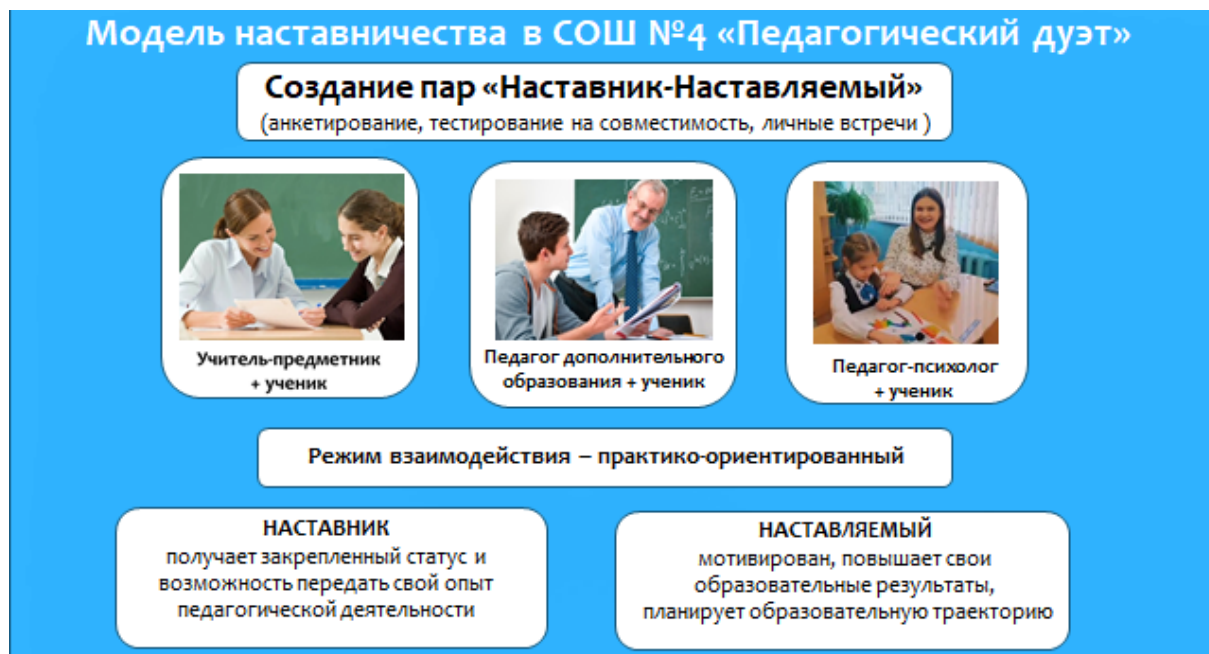 Модель наставничества в СОШ №4 «Педагогический дуэт»
Создание пар «Наставник-Наставляемый»
(анкетирование, тестирование на совместимость, личные встречи )
Учитель-предметник
+ ученик
Педагог дополнительного
образования + ученик
Педагог-психолог
+ ученик
Режим взаимодействия – практико-ориентированный
НАСТАВНИК
получает закрепленный статус и
возможность передать свой опыт
педагогической деятельности
НАСТАВЛЯЕМЫЙ
мотивирован, повышает свои
образовательные результаты,
планирует образовательную траекторию